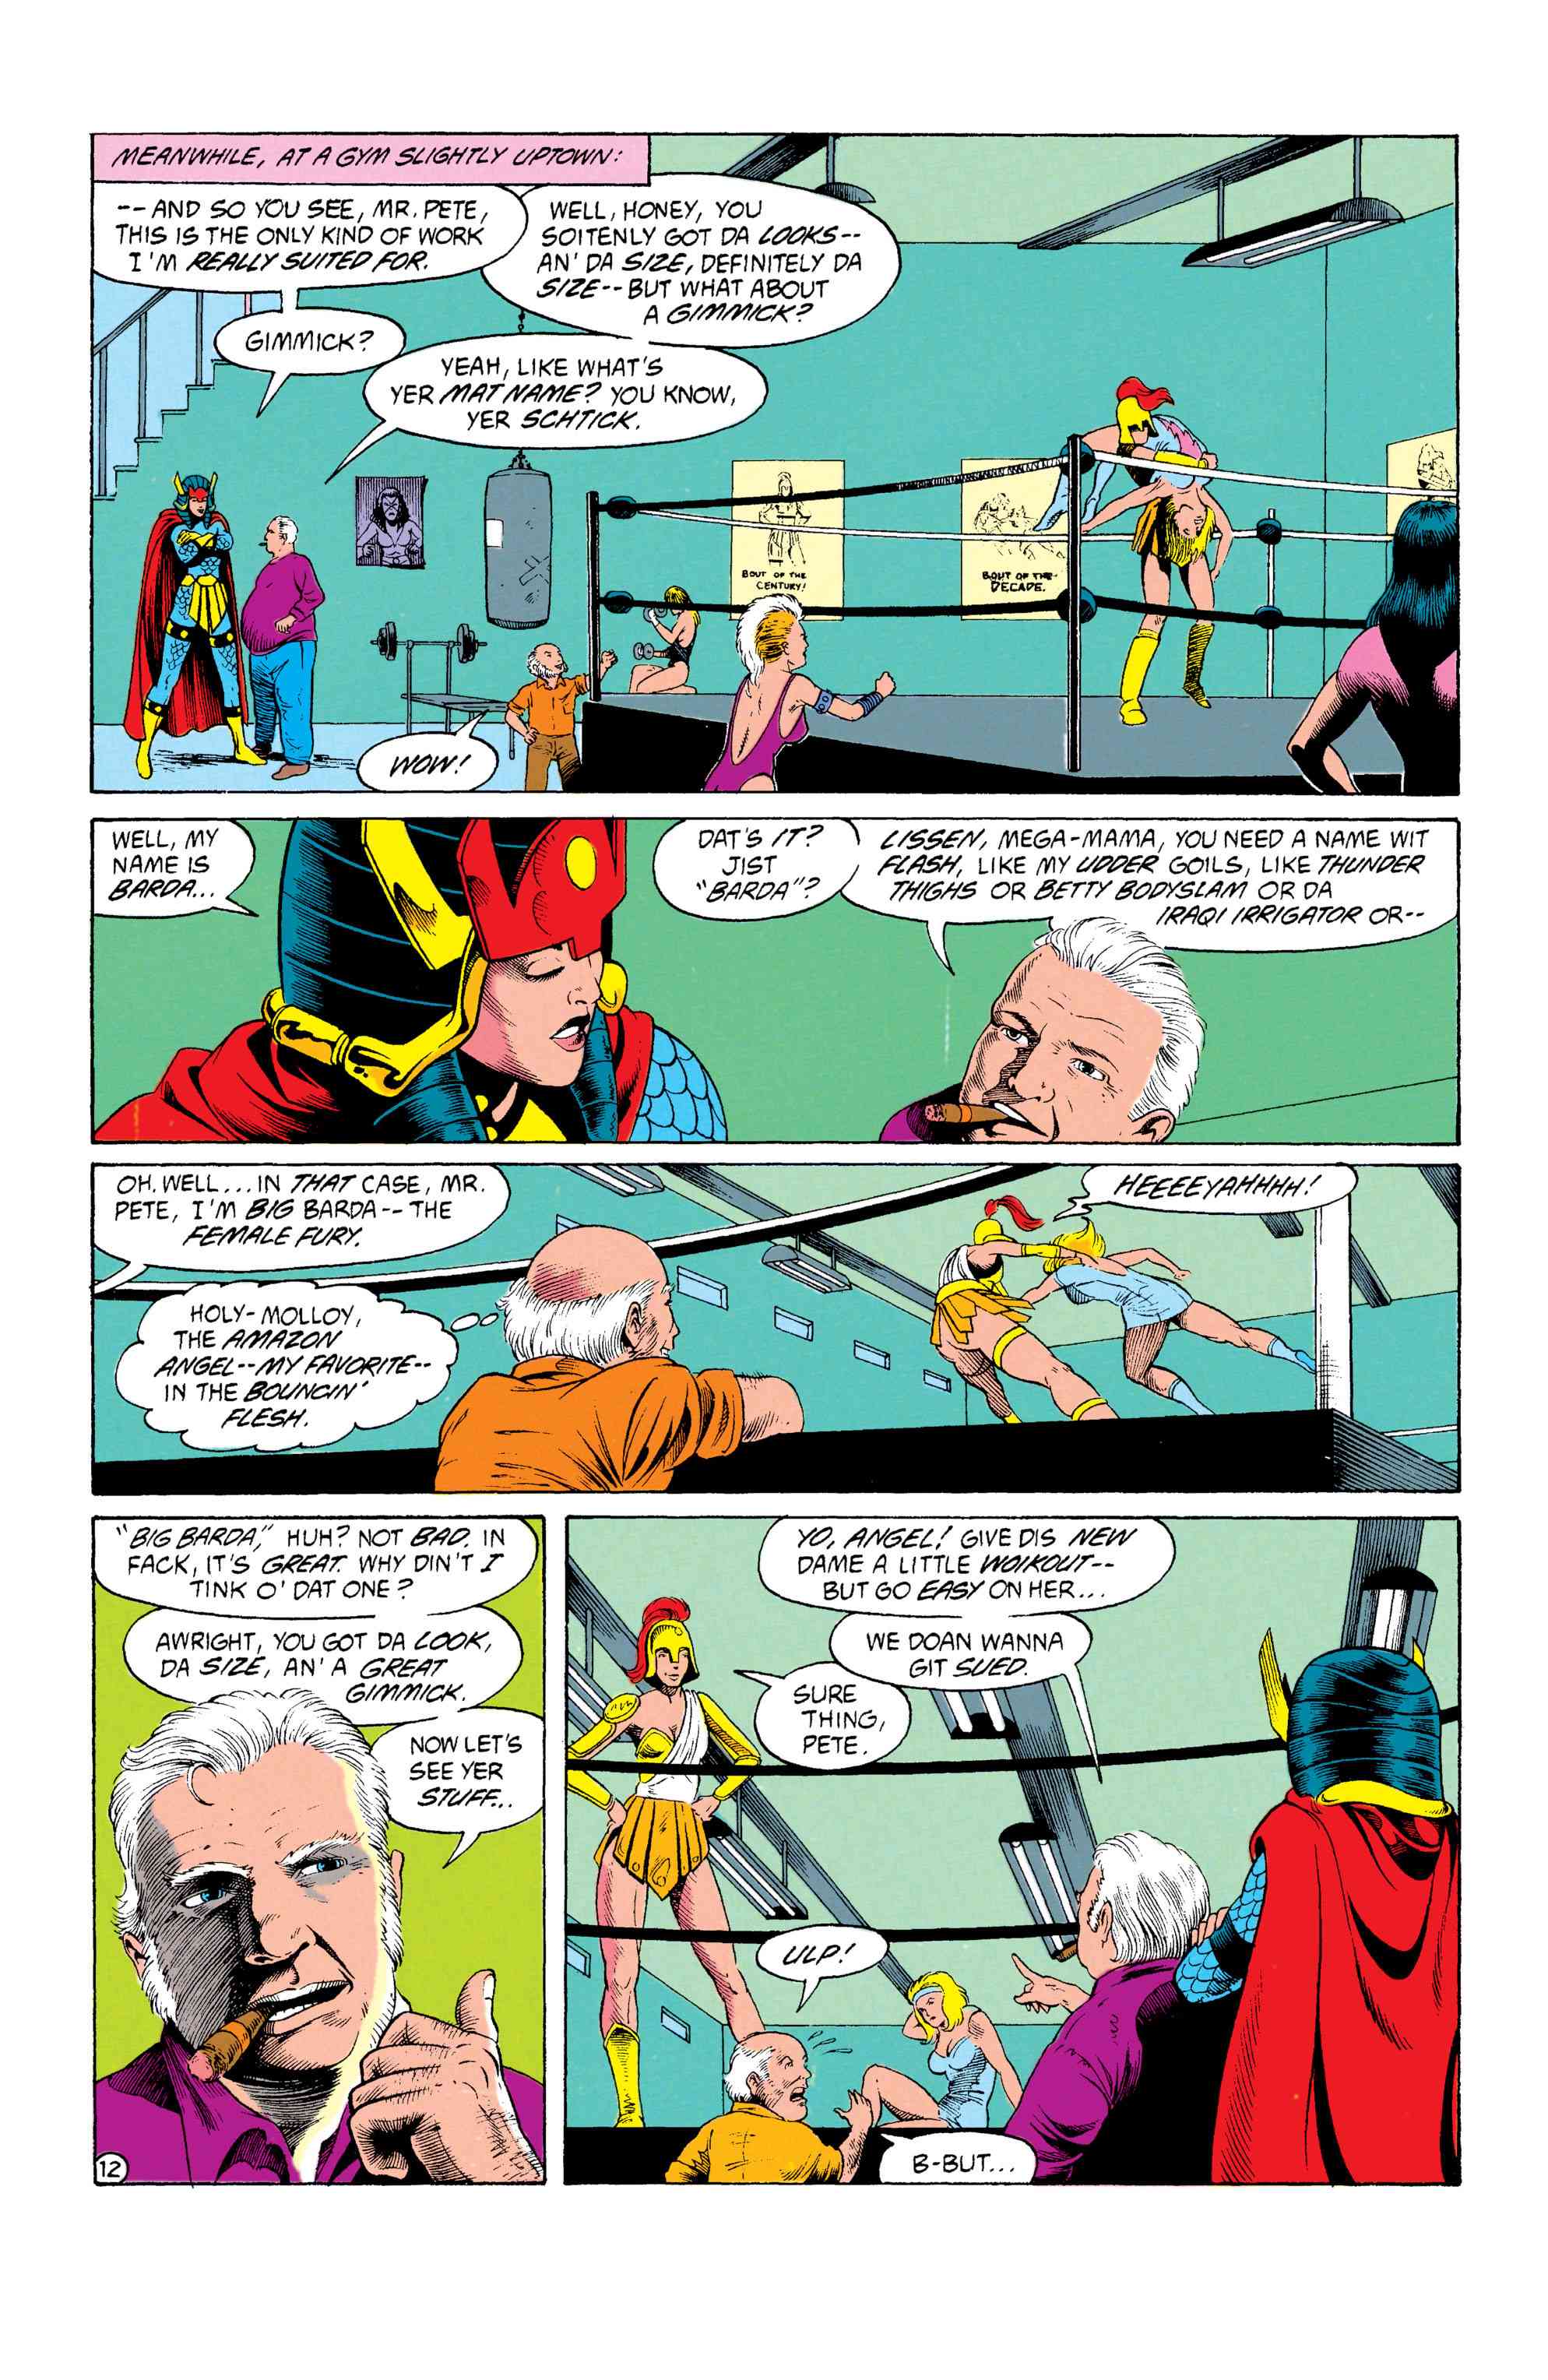 MEANWHILE, AT A GYM SLIGHTLY UPTOWN:
--AND SO YOU SEE, MR. PETE,
THIS IS THE ONLY KIND OF WORK
I'M REALLY SUITED FOR.
WELL, HONEY, YOU
SOITENLY GOT DA LOOKS--
AN' DA SIZE, DEFINITELY DA
SIZE--BUT WHAT ABOUT
A GIMMICK?
GIMMICK?
YEAH, LIKE WHAT'S
YER MAT NAME? YOU KNOW,
YER SCHTICK.
BOUT OF THE
CENTURY!
BOUT OF THE
DECADE.
WOW!
WELL, MY
NAME IS
BARDA...
DAT'S IT?
JIST
"BARDA"?
LISSEN, MEGA-MAMA, YOU NEED A NAME WIT
FLASH, LIKE MY UDDER GOILS, LIKE THUNDER
THIGHS OR BETTY BODYSLAM OR DA
IRAQI IRRIGATOR OR--
OH. WELL...IN THAT CASE, MR.
PETE, I'M BIG BARDA--THE
FEMALE FURY.
HOLY-MOLLOY,
THE AMAZON
ANGEL--MY FAVORITE--
IN THE BOUNCIN'
FLESH.
HEEEEYAHHHH!
"BIG BARDA," HUH? NOT BAD. IN
FACK, IT'S GREAT. WHY DIN'T I
TINK O' DAT ONE?
AWRIGHT, YOU GOT DA LOOK,
DA SIZE, AN' A GREAT
GIMMICK.
NOW LET'S
SEE YER
STUFF...
12
YO, ANGEL! GIVE DIS NEW
DAME A LITTLE WOIKOUT--
BUT GO EASY ON HER...
WE DOAN WANNA
GIT SUED.
SURE
THING,
PETE.
ULP!
B-BUT...